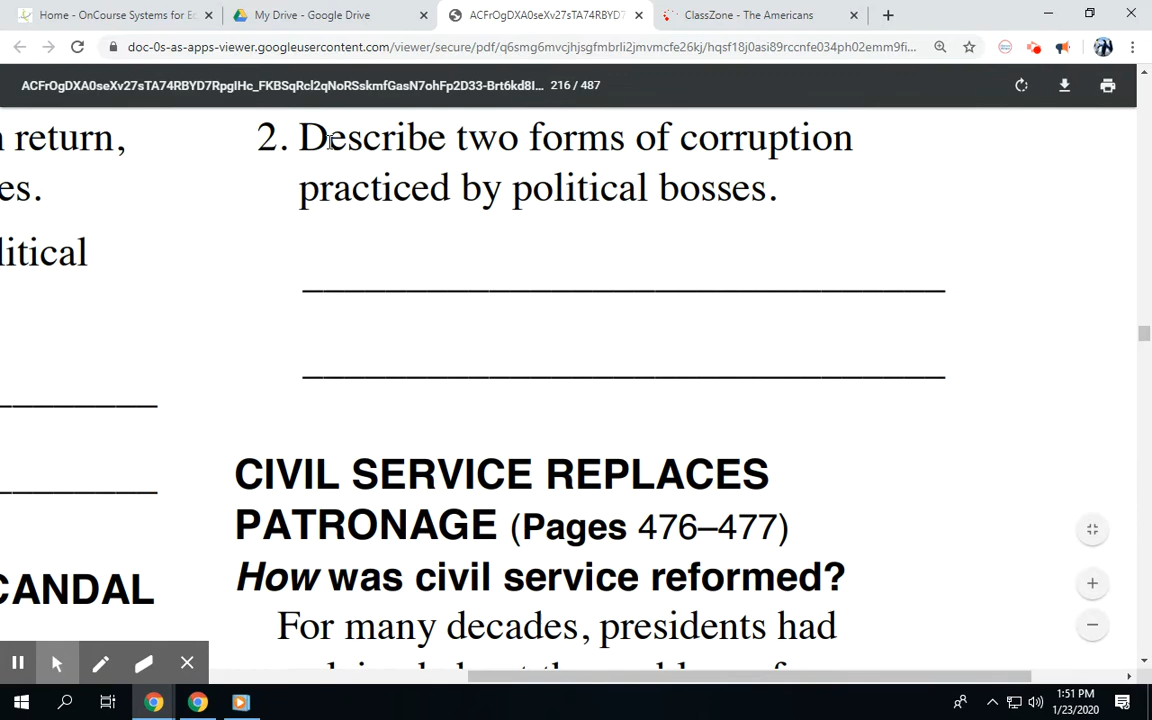 Home - OnCourse Systems for Ec
My Drive - Google Drive
ACFrOgDXA0seXv27sTA74RBYD7
ClassZone - The Americans
doc-0s-as-apps-viewer.googleusercontent.com/viewer/secure/pdf/q6smg6mvcjhjsgfmbrli2jmvmcfe26kj/hqsf18j0asi89rccnfe034ph02emm9fi...
ACFrOgDXA0seXv27sTA74RBYD7RpgIHc_FKBSqRcl2qNoRSskmfGasN7ohFp2D33-Brt6kd8I... 216 / 487
n return,
es.
litical
CANDAL
2. Describe two forms of corruption
practiced by political bosses.
CIVIL SERVICE REPLACES
PATRONAGE (Pages 476–477)
How was civil service reformed?
For many decades, presidents had
1:51 PM
1/23/2020